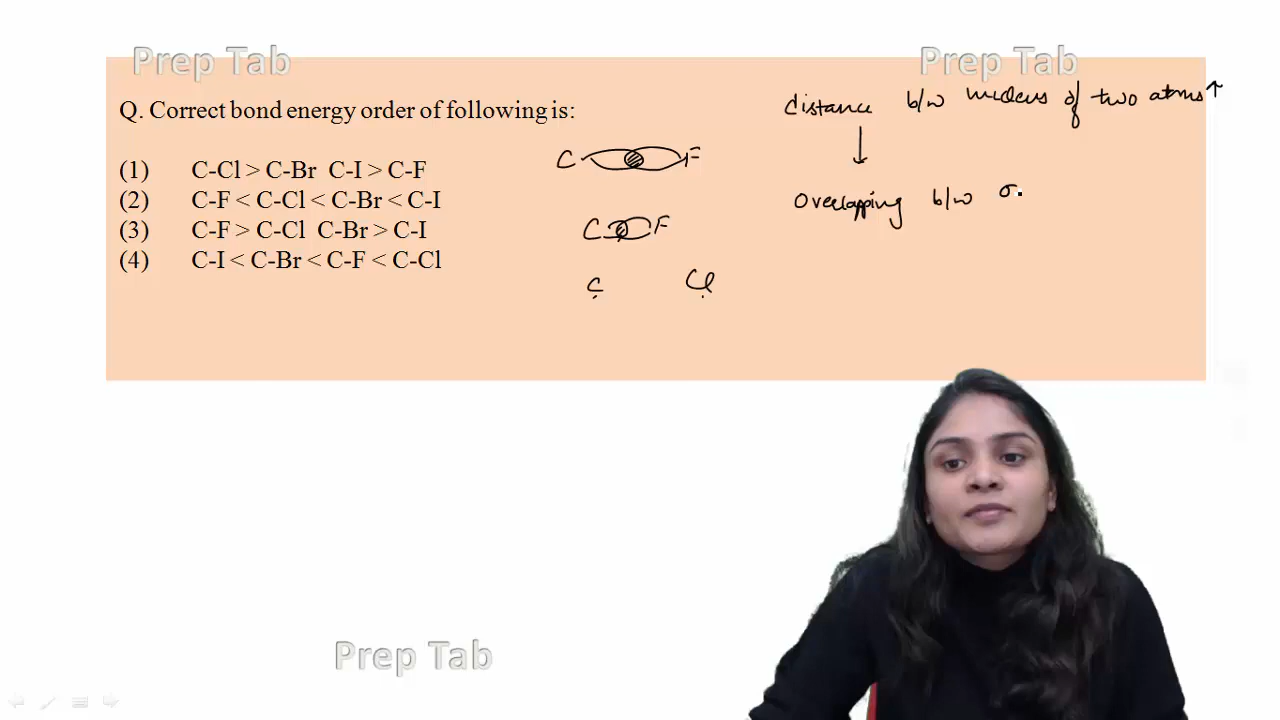 Prep Tab
Prep Tab
Q. Correct bond energy order of following is:
(1) C-Cl > C-Br C-I > C-F
(2) C-F < C-Cl < C-Br < C-I
(3) C-F > C-Cl C-Br > C-I
(4) C-I < C-Br < C-F < C-Cl
C F
C F
C Cl
distance b/w nucleus of two atoms ↑
↓
Overlapping b/w σ
Prep Tab